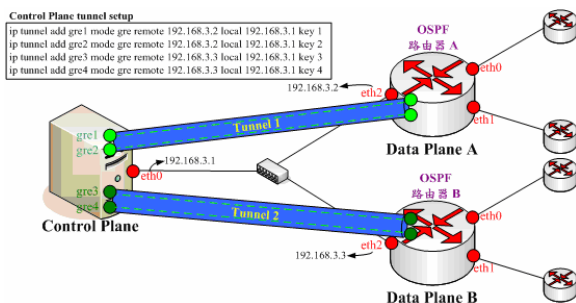 Control Plane tunnel setup
ip tunnel add gre1 mode gre remote 192.168.3.2 local 192.168.3.1 key 1
ip tunnel add gre2 mode gre remote 192.168.3.2 local 192.168.3.1 key 2
ip tunnel add gre3 mode gre remote 192.168.3.3 local 192.168.3.1 key 3
ip tunnel add gre4 mode gre remote 192.168.3.3 local 192.168.3.1 key 4
OSPF
路由器 A
192.168.3.2
eth2
eth0
eth1
Data Plane A
gre1
gre2
Tunnel 1
192.168.3.1
eth0
gre3
gre4
Tunnel 2
Control Plane
OSPF
路由器 B
eth0
eth2
192.168.3.3
eth1
Data Plane B